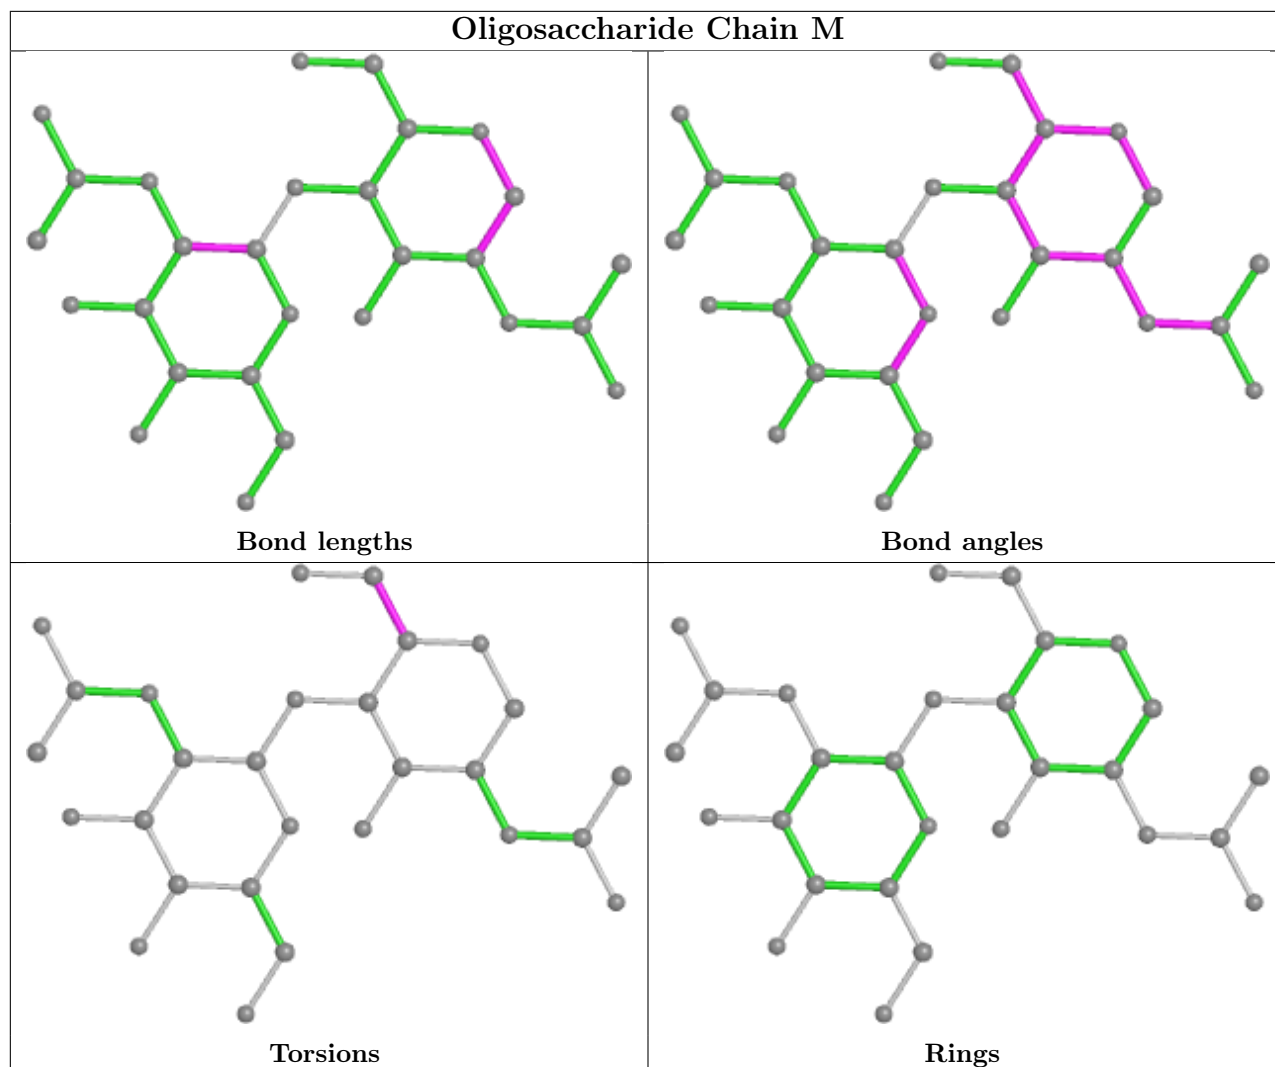 Oligosaccharide Chain M
Bond lengths
Bond angles
Torsions
Rings